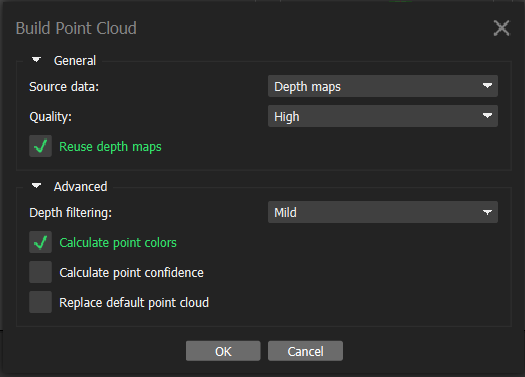 Build Point Cloud
General
Source data: Depth maps
Quality: High
Reuse depth maps
Advanced
Depth filtering: Mild
Calculate point colors
Calculate point confidence
Replace default point cloud
OK Cancel